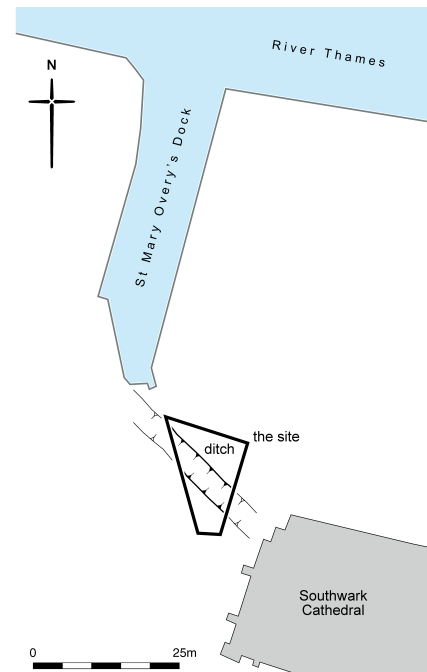 River Thames
N
St Mary Overy's Dock
the site
ditch
Southwark
Cathedral
0 25m